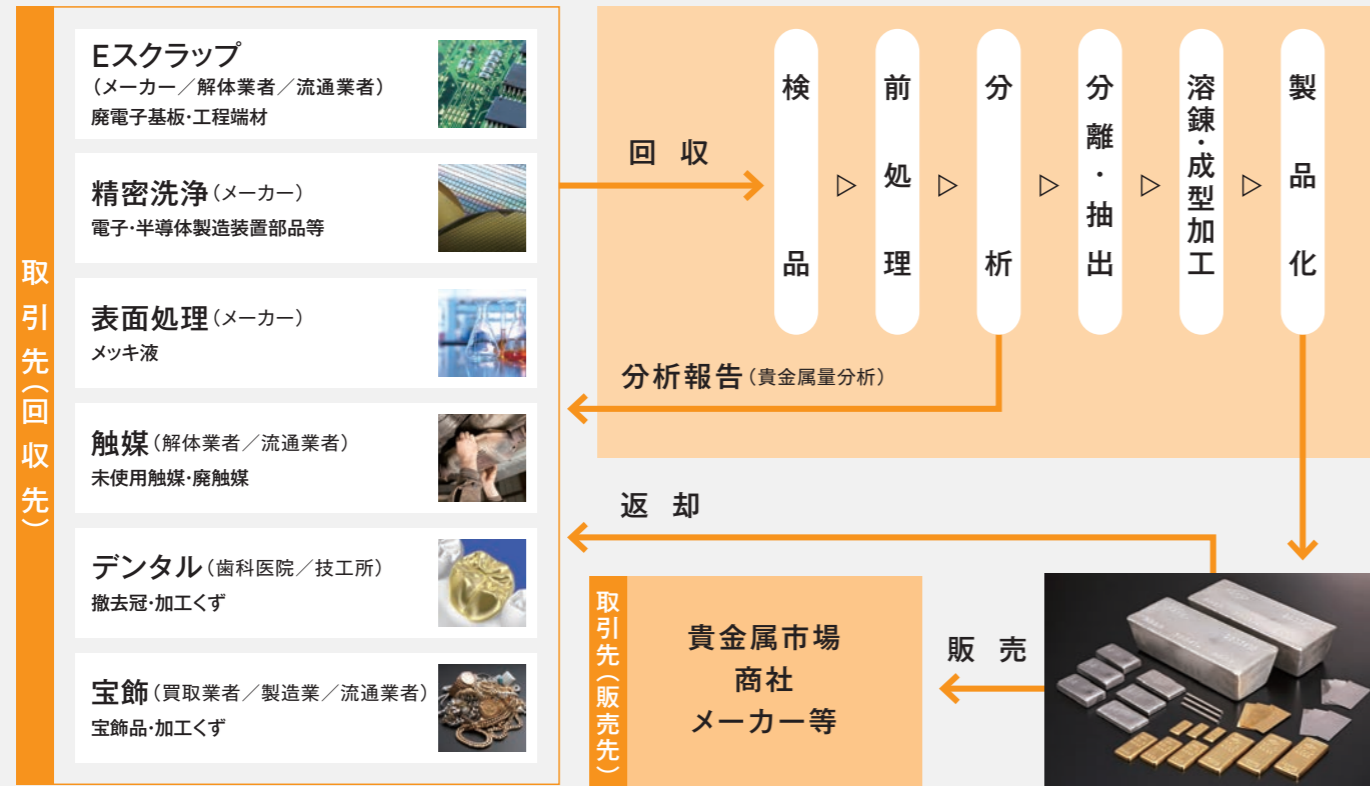 取引先（回収先）
Eスクラップ
（メーカー／解体業者／流通業者）
廃電子基板・工程端材
精密洗浄（メーカー）
電子・半導体製造装置部品等
表面処理（メーカー）
メッキ液
触媒（解体業者／流通業者）
未使用触媒・廃触媒
デンタル（歯科医院／技工所）
撤去冠・加工くず
宝飾（買取業者／製造業／流通業者）
宝飾品・加工くず
回収
検品
▷
前処理
▷
分析
▷
分離・抽出
▷
溶錬・成型加工
▷
製品化
分析報告（貴金属量分析）
返却
販売
取引先（販売先）
貴金属市場
商社
メーカー等